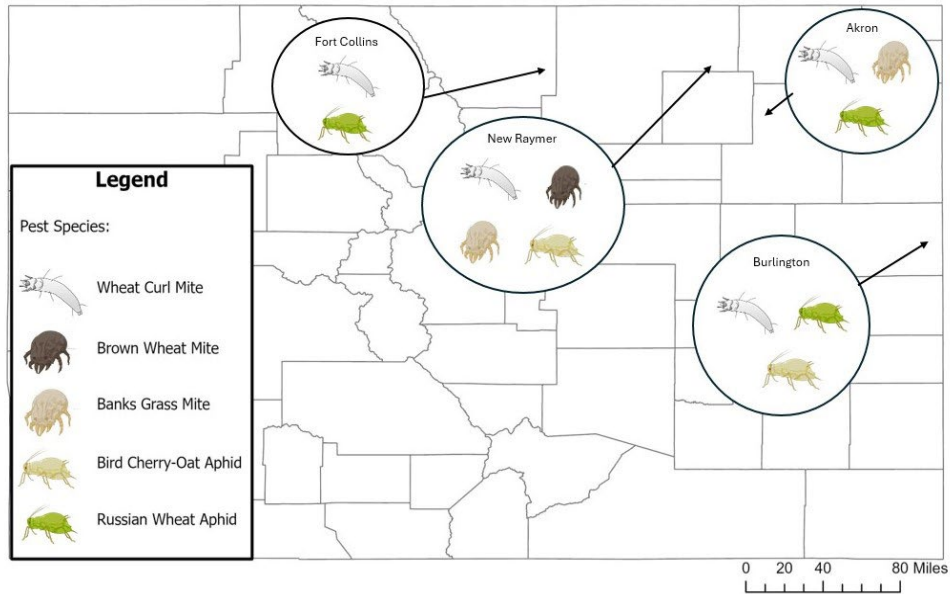 Fort Collins
Akron
New Raymer
Burlington
Legend
Pest Species:
Wheat Curl Mite
Brown Wheat Mite
Banks Grass Mite
Bird Cherry-Oat Aphid
Russian Wheat Aphid
0 20 40 80 Miles